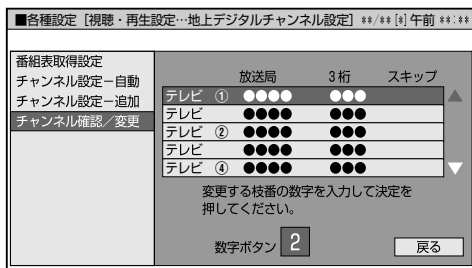 ■各種設定［視聴・再生設定…地上デジタルチャンネル設定］ **/**[*]午前 **:**
番組表取得設定
チャンネル設定－自動
チャンネル設定－追加
チャンネル確認／変更
放送局 3桁 スキップ
テレビ ① ●●●● ●●●
テレビ ●●●● ●●●
テレビ ② ●●●● ●●●
テレビ ●●●● ●●●
テレビ ④ ●●●● ●●●
変更する枝番の数字を入力して決定を
押してください。
数字ボタン 2
戻る